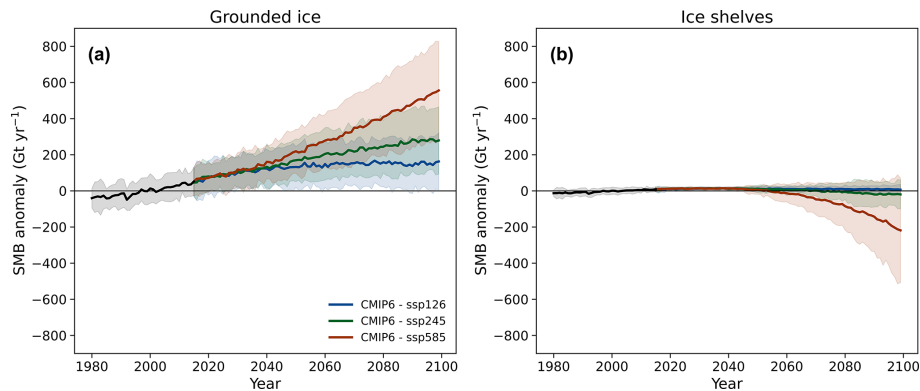 Grounded ice
Ice shelves
(a)
(b)
SMB anomaly (Gt yr⁻¹)
800
600
400
200
0
−200
−400
−600
−800
CMIP6 - ssp126
CMIP6 - ssp245
CMIP6 - ssp585
1980 2000 2020 2040 2060 2080 2100
Year
SMB anomaly (Gt yr⁻¹)
800
600
400
200
0
−200
−400
−600
−800
1980 2000 2020 2040 2060 2080 2100
Year